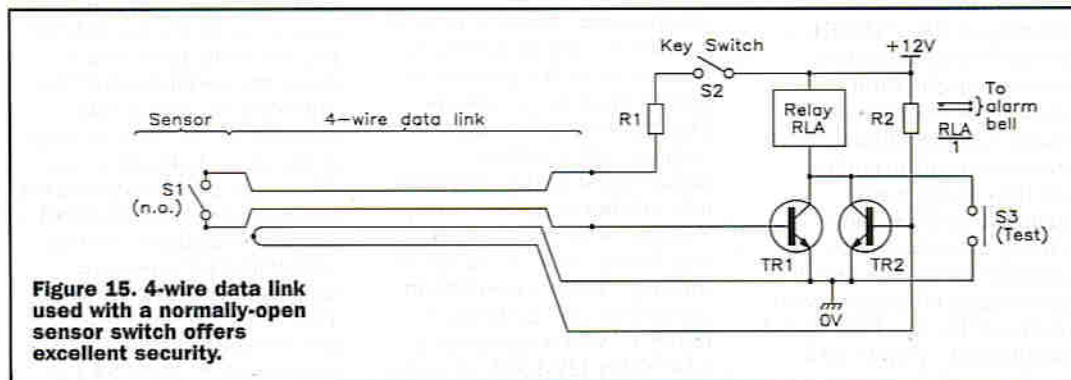 Key Switch
+12V
S2
To
alarm
bell
Sensor
4-wire data link
R1
Relay
RLA
R2
RLA
1
S1
(n.o.)
S3
(Test)
TR1
TR2
0V
Figure 15. 4-wire data link
used with a normally-open
sensor switch offers
excellent security.